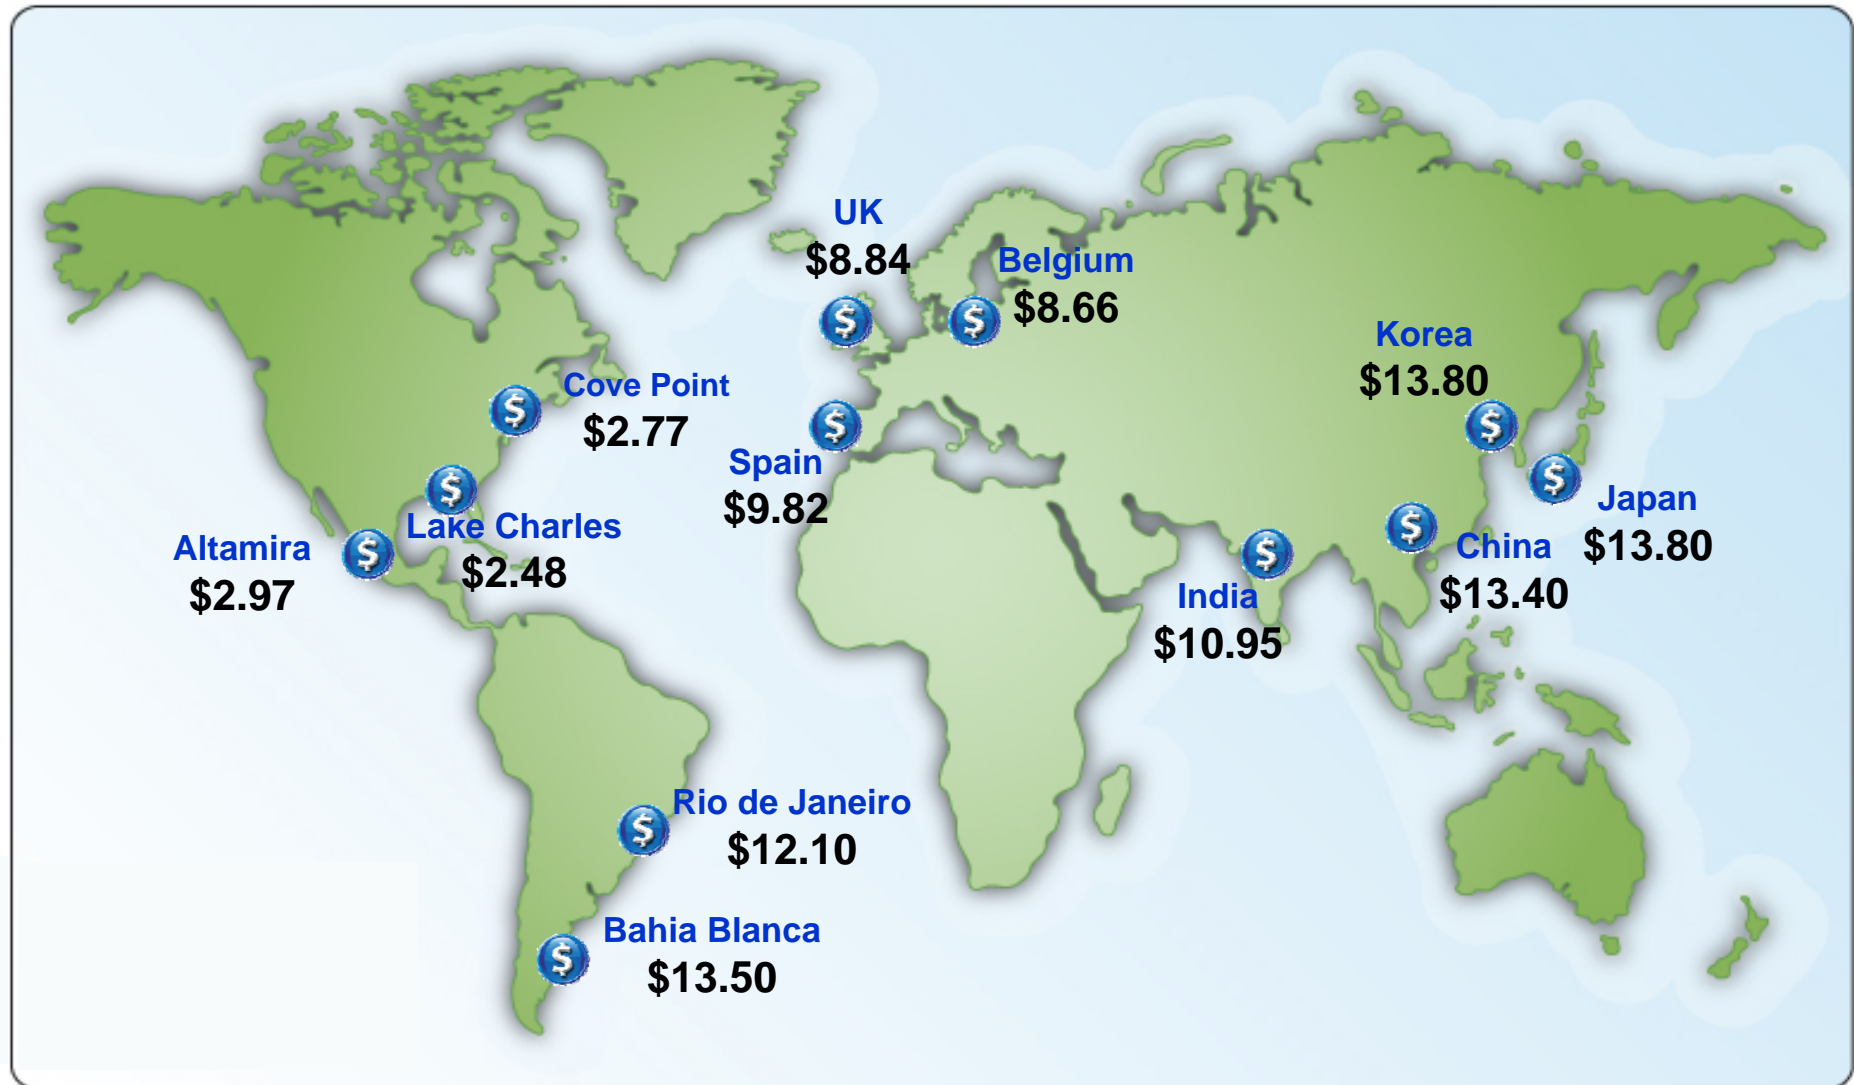 UK
$8.84
Belgium
$8.66
Korea
$13.80
Cove Point
$2.77
Spain
$9.82
Lake Charles
$2.48
Altamira
$2.97
Japan
$13.80
China
$13.40
India
$10.95
Rio de Janeiro
$12.10
Bahia Blanca
$13.50
$
$
$
$
$
$
$
$
$
$
$
$